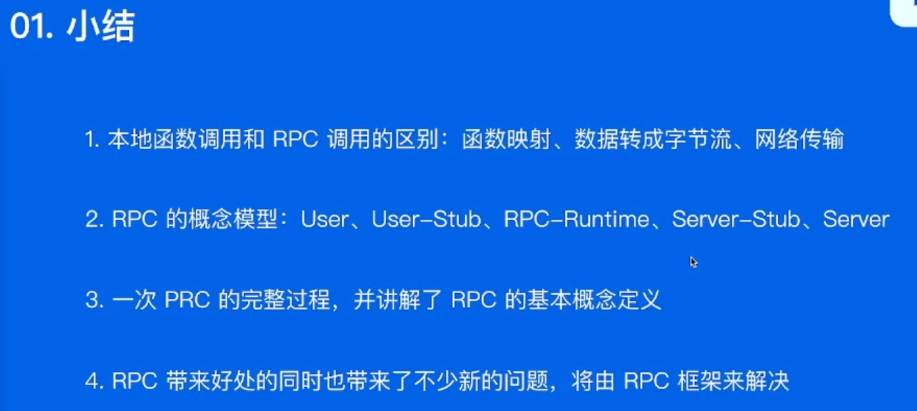 01. 小结
1. 本地函数调用和 RPC 调用的区别：函数映射、数据转成字节流、网络传输
2. RPC 的概念模型：User、User-Stub、RPC-Runtime、Server-Stub、Server
3. 一次 PRC 的完整过程，并讲解了 RPC 的基本概念定义
4. RPC 带来好处的同时也带来了不少新的问题，将由 RPC 框架来解决